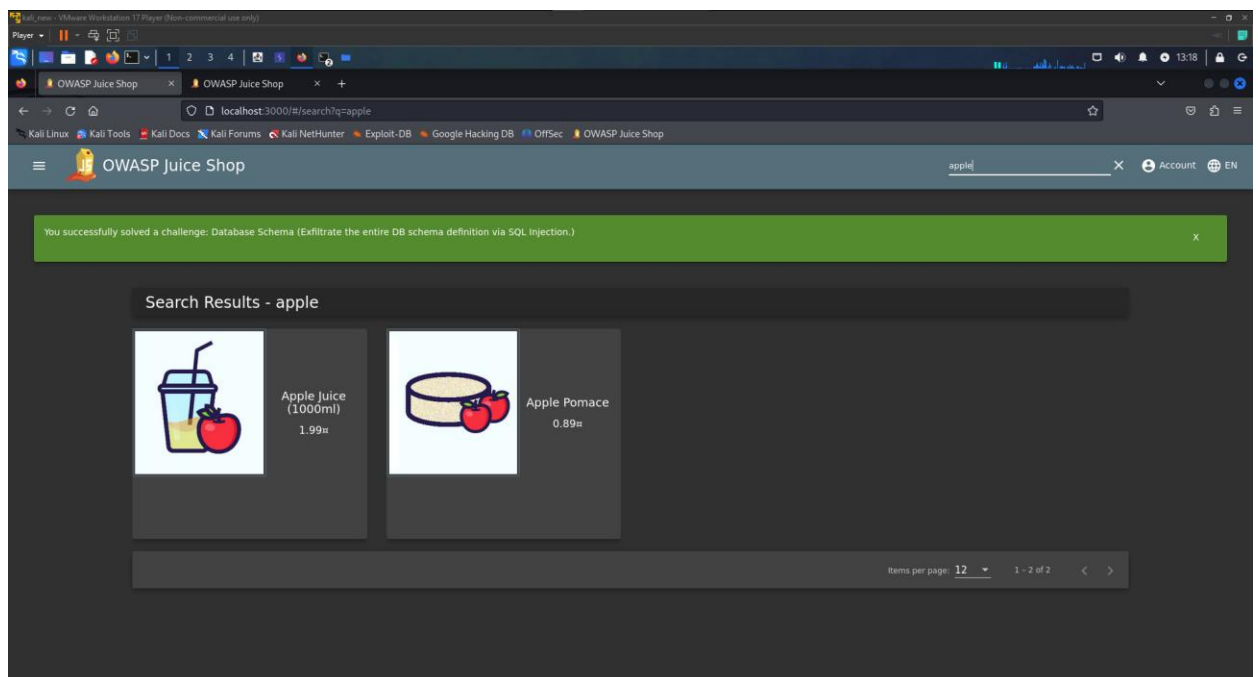 kali_new - VMware Workstation 17 Player (Non-commercial use only)
Player
1 2 3 4
2
13:18
OWASP Juice Shop
OWASP Juice Shop
localhost:3000/#/search?q=apple
Kali Linux Kali Tools Kali Docs Kali Forums Kali NetHunter Exploit-DB Google Hacking DB OffSec OWASP Juice Shop
OWASP Juice Shop
apple
Account
EN
You successfully solved a challenge: Database Schema (Exfiltrate the entire DB schema definition via SQL Injection.)
X
Search Results - apple
Apple Juice
(1000ml)
1.99¤
Apple Pomace
0.89¤
Items per page: 12
1 – 2 of 2